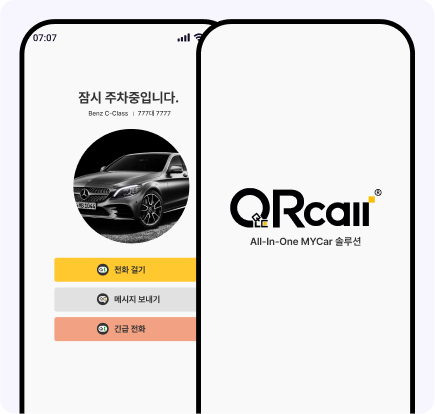 07:07
잠시 주차중입니다.
Benz C-Class | 777대 7777
전화 걸기
메시지 보내기
긴급 전화
QRcall®
All-In-One MYCar 솔루션